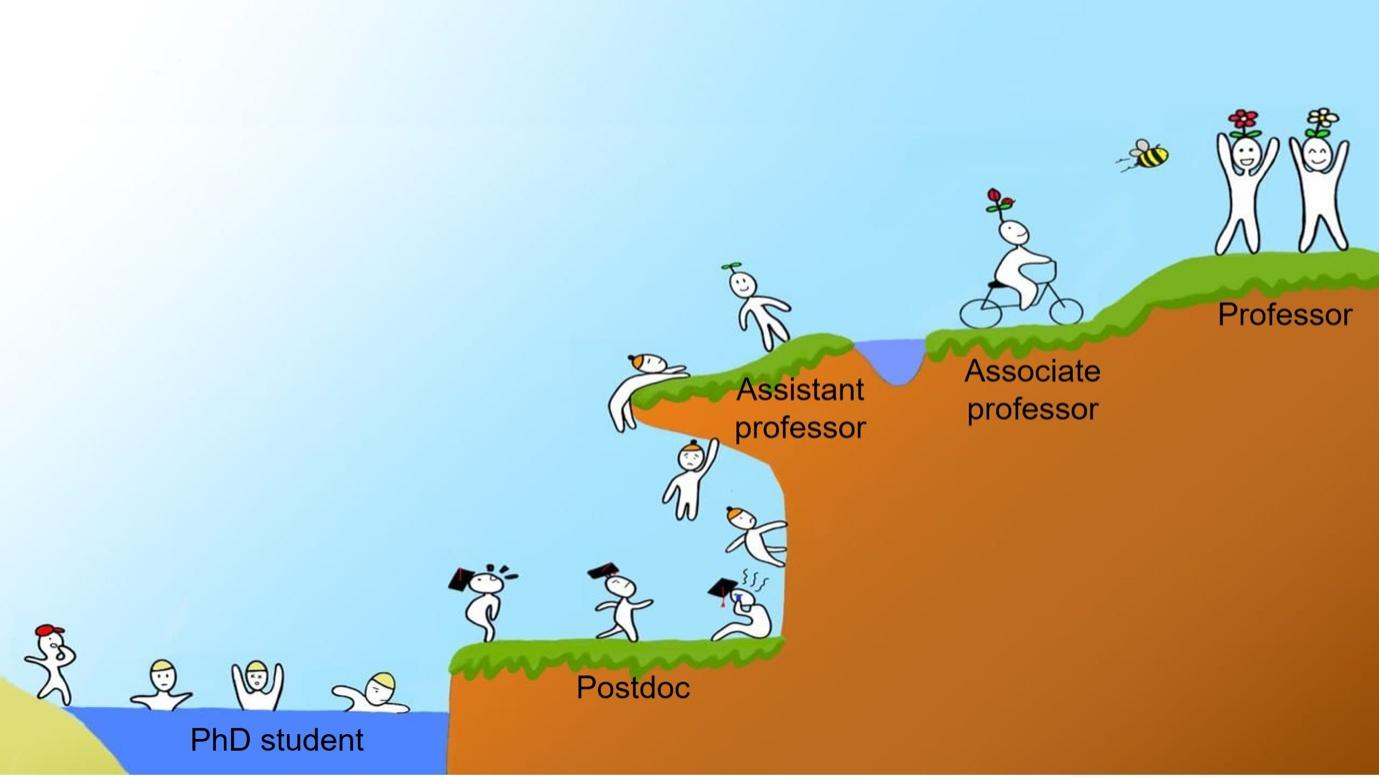 PhD student
Postdoc
Assistant
professor
Associate
professor
Professor